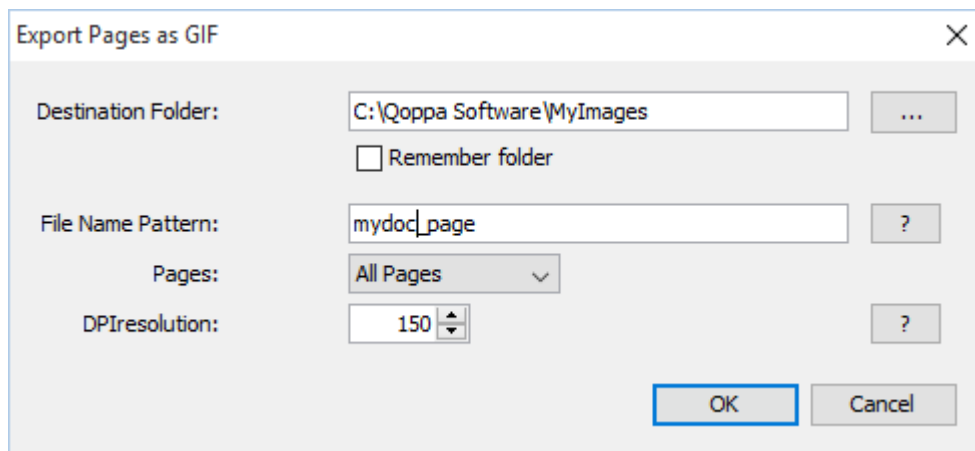 Export Pages as GIF
Destination Folder: C:\Qoppa Software\MyImages ...
Remember folder
File Name Pattern: mydoc_page ?
Pages: All Pages
DPIresolution: 150 ?
OK Cancel